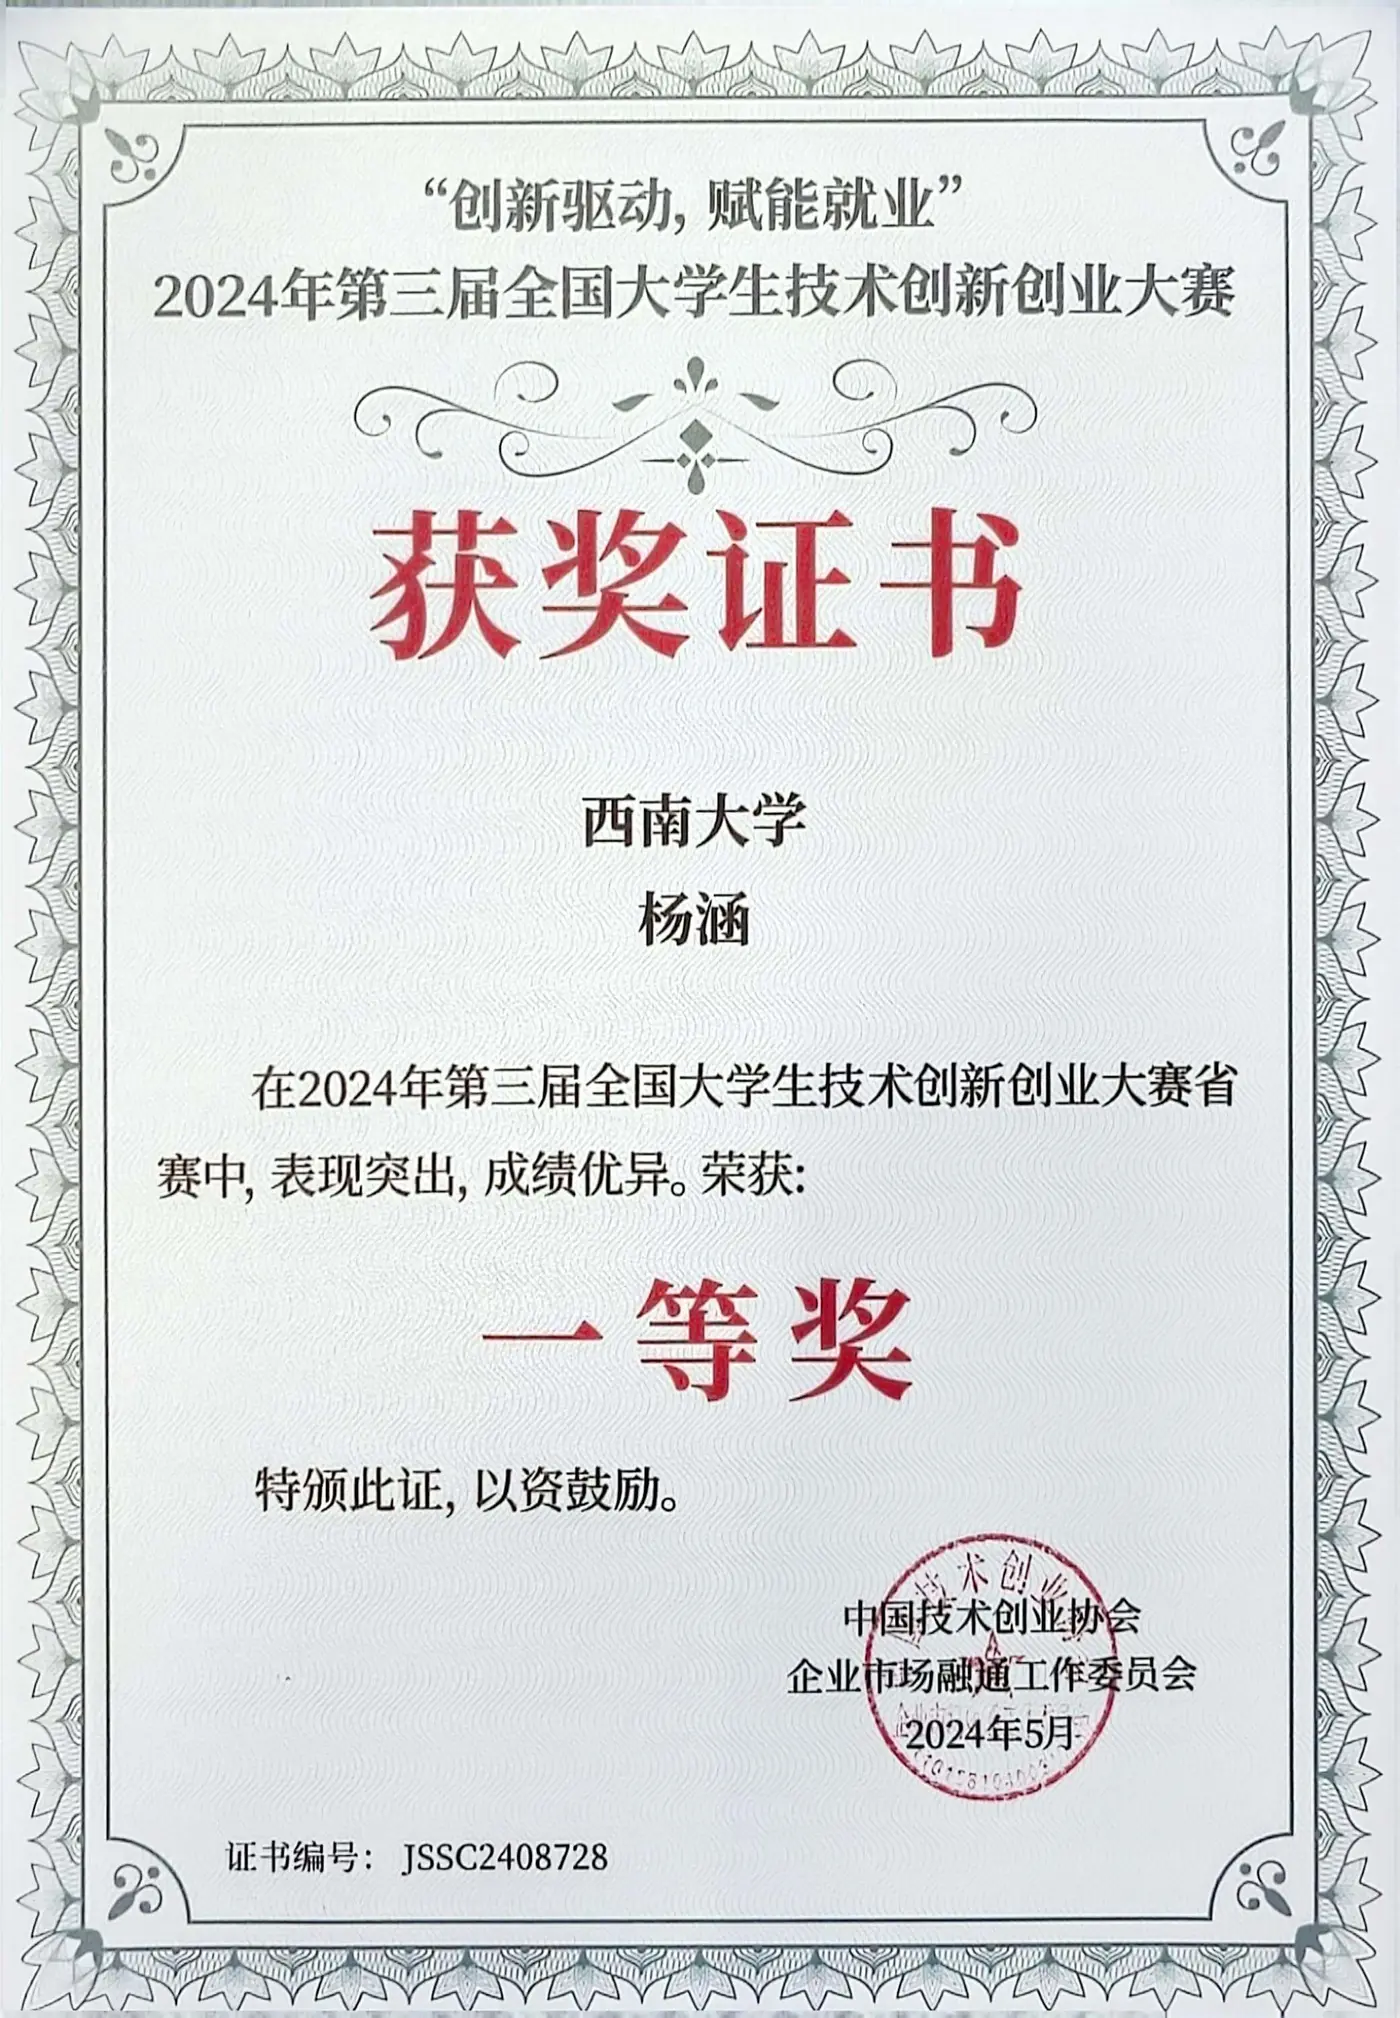 “创新驱动，赋能就业”
2024年第三届全国大学生技术创新创业大赛
获奖证书
西南大学
杨涵
在2024年第三届全国大学生技术创新创业大赛省
赛中，表现突出，成绩优异。荣获：
一等奖
特颁此证，以资鼓励。
中国技术创业协会
企业市场融通工作委员会
2024年5月
证书编号： JSSC2408728